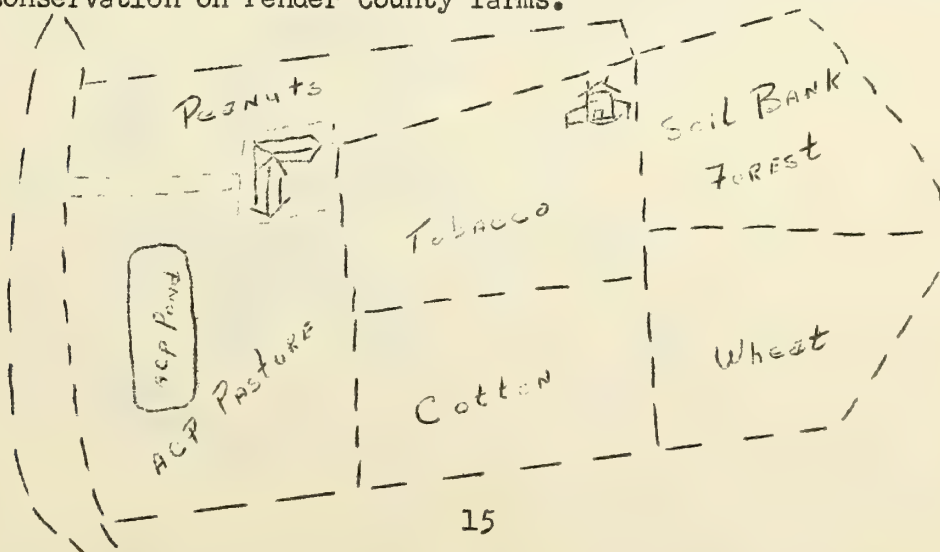 Conservation on Pender County farms.
Peanuts
Soil Bank
Forest
Tobacco
ACP Pond
ACP Pasture
Cotton
Wheat
15